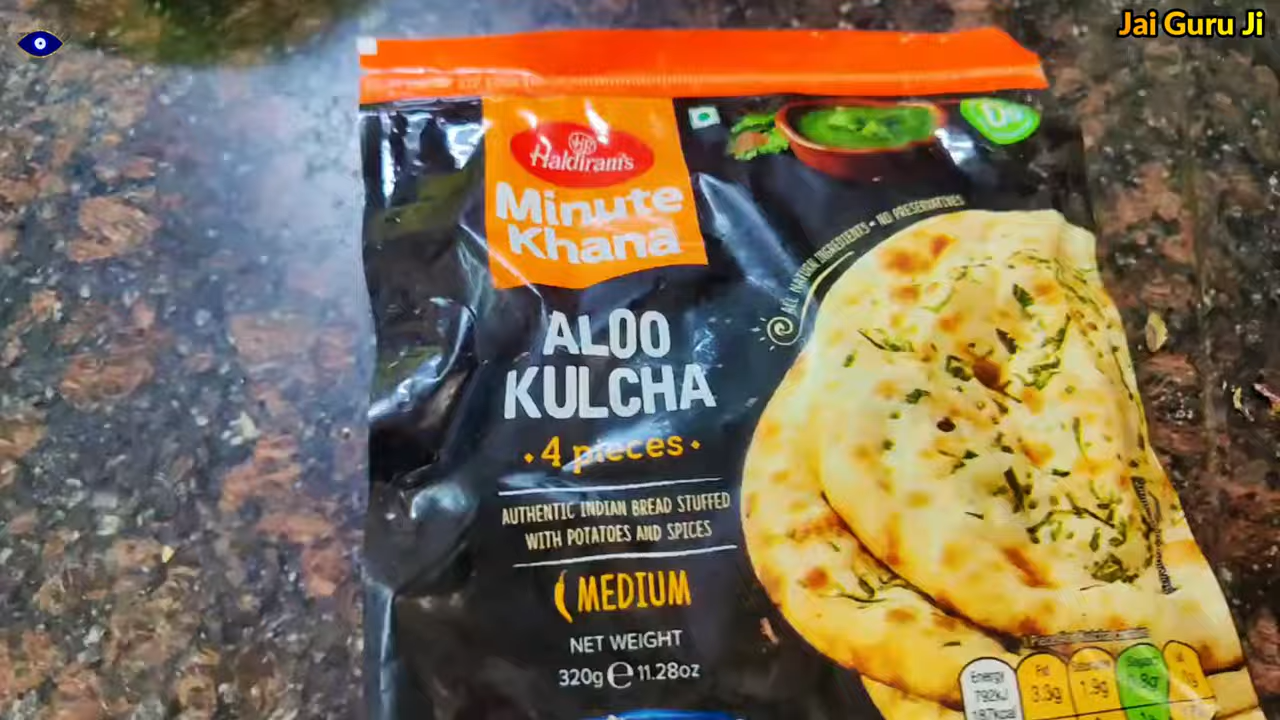 Jai Guru Ji
Haldiram's
Minute
Khana
ALL NATURAL INGREDIENTS • NO PRESERVATIVES
ALOO
KULCHA
• 4 pieces •
AUTHENTIC INDIAN BREAD STUFFED
WITH POTATOES AND SPICES
MEDIUM
NET WEIGHT
320g e 11.28oz
Energy
792kJ
187kcal
Fat
3.3g
1.9g